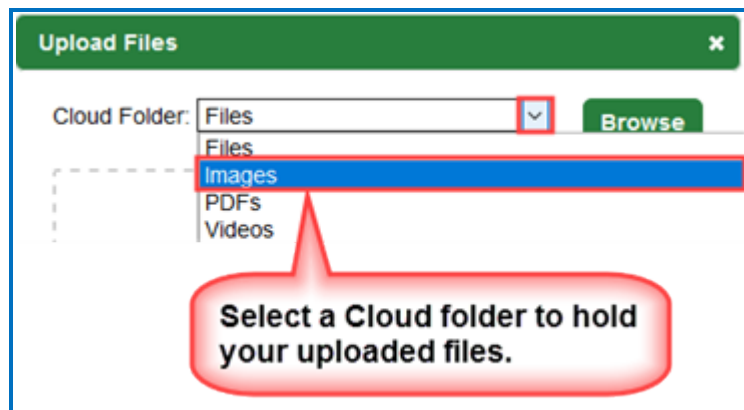 Upload Files ×
Cloud Folder: Files Browse
Files
Images
PDFs
Videos
Select a Cloud folder to hold
your uploaded files.